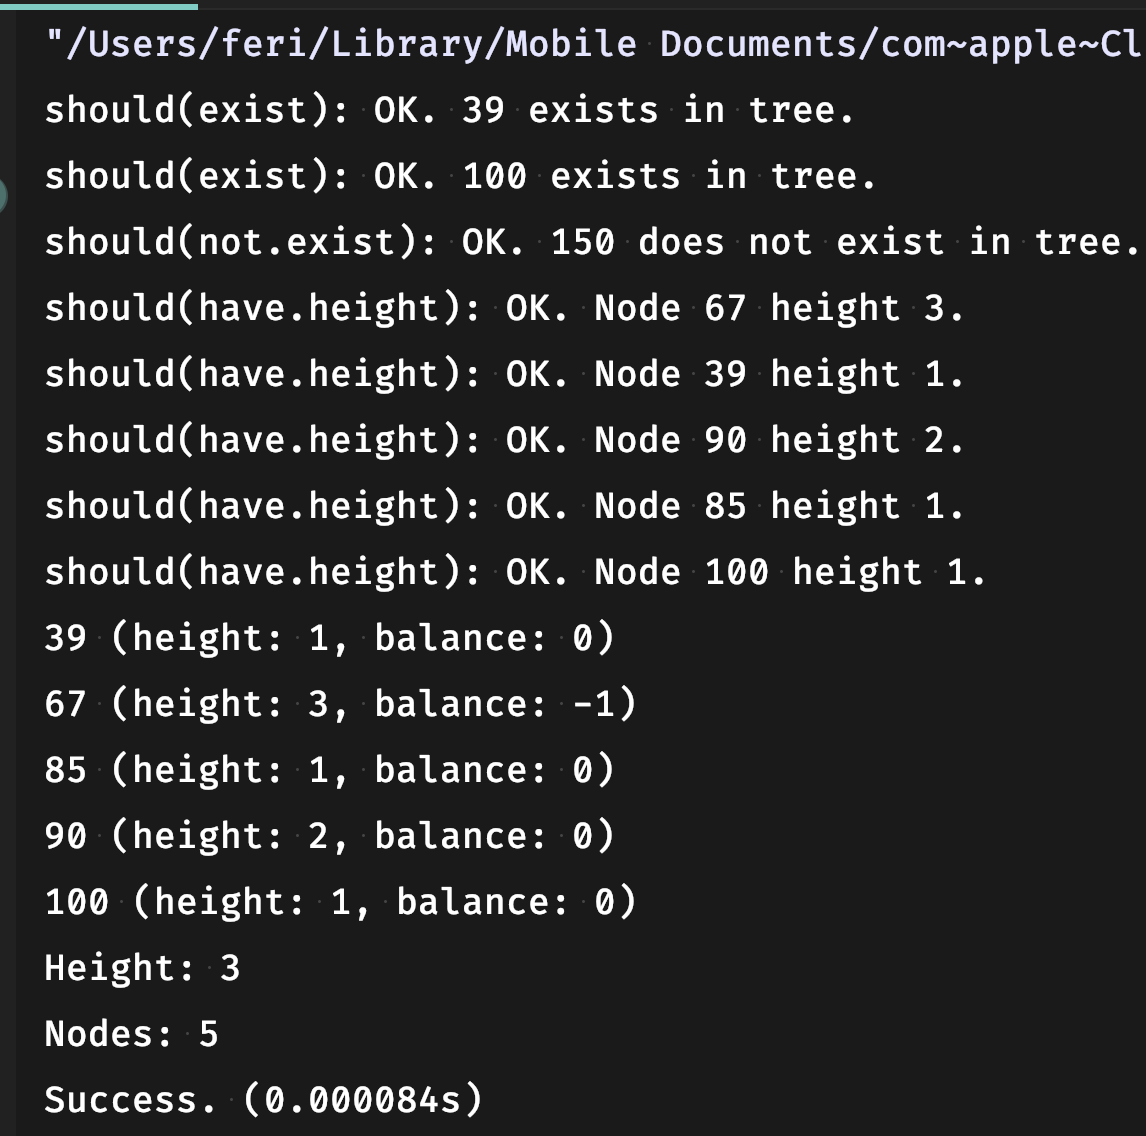 "/Users/feri/Library/Mobile Documents/com~apple~Cl
should(exist): OK. 39 exists in tree.
should(exist): OK. 100 exists in tree.
should(not.exist): OK. 150 does not exist in tree.
should(have.height): OK. Node 67 height 3.
should(have.height): OK. Node 39 height 1.
should(have.height): OK. Node 90 height 2.
should(have.height): OK. Node 85 height 1.
should(have.height): OK. Node 100 height 1.
39 (height: 1, balance: 0)
67 (height: 3, balance: -1)
85 (height: 1, balance: 0)
90 (height: 2, balance: 0)
100 (height: 1, balance: 0)
Height: 3
Nodes: 5
Success. (0.000084s)